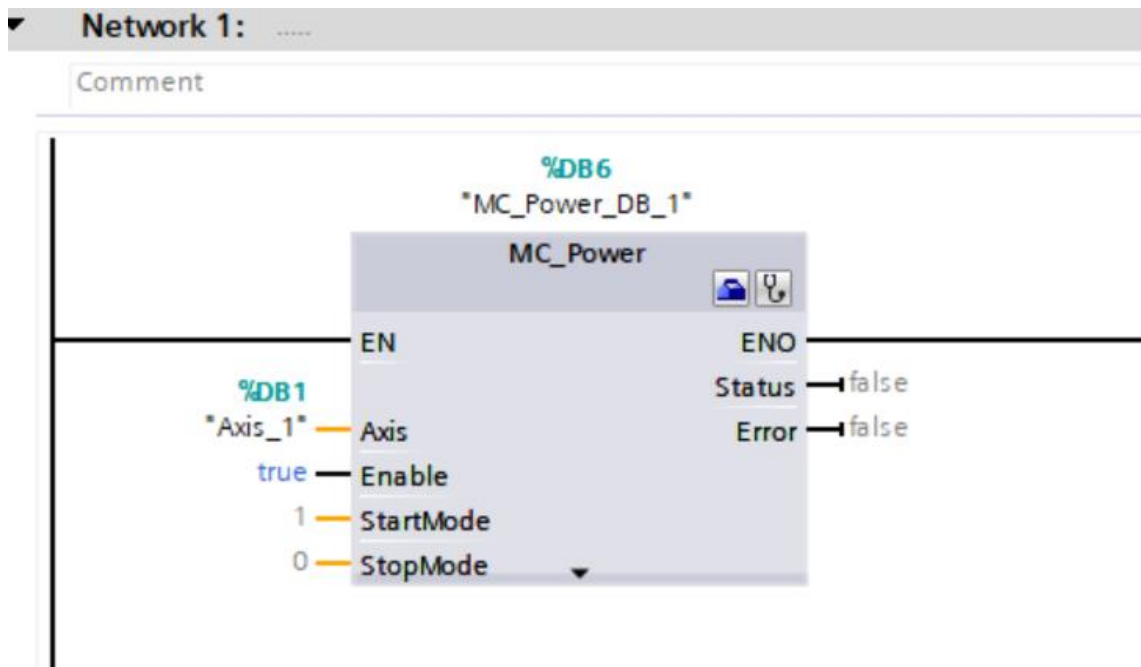 Network 1: .....
Comment
%DB6
"MC_Power_DB_1"
MC_Power
EN
ENO
%DB1
"Axis_1"
Axis
Status
false
Error
false
true
Enable
1
StartMode
0
StopMode